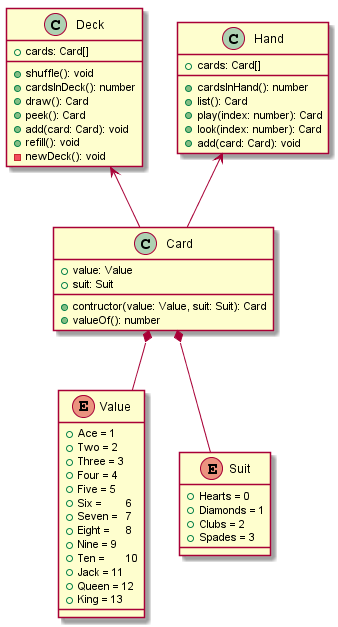 C Deck
cards: Card[]
shuffle(): void
cardsInDeck(): number
draw(): Card
peek(): Card
add(card: Card): void
refill(): void
newDeck(): void
C Hand
cards: Card[]
cardsInHand(): number
list(): Card
play(index: number): Card
look(index: number): Card
add(card: Card): void
C Card
value: Value
suit: Suit
contructor(value: Value, suit: Suit): Card
valueOf(): number
E Value
Ace = 1
Two = 2
Three = 3
Four = 4
Five = 5
Six = 6
Seven = 7
Eight = 8
Nine = 9
Ten = 10
Jack = 11
Queen = 12
King = 13
E Suit
Hearts = 0
Diamonds = 1
Clubs = 2
Spades = 3